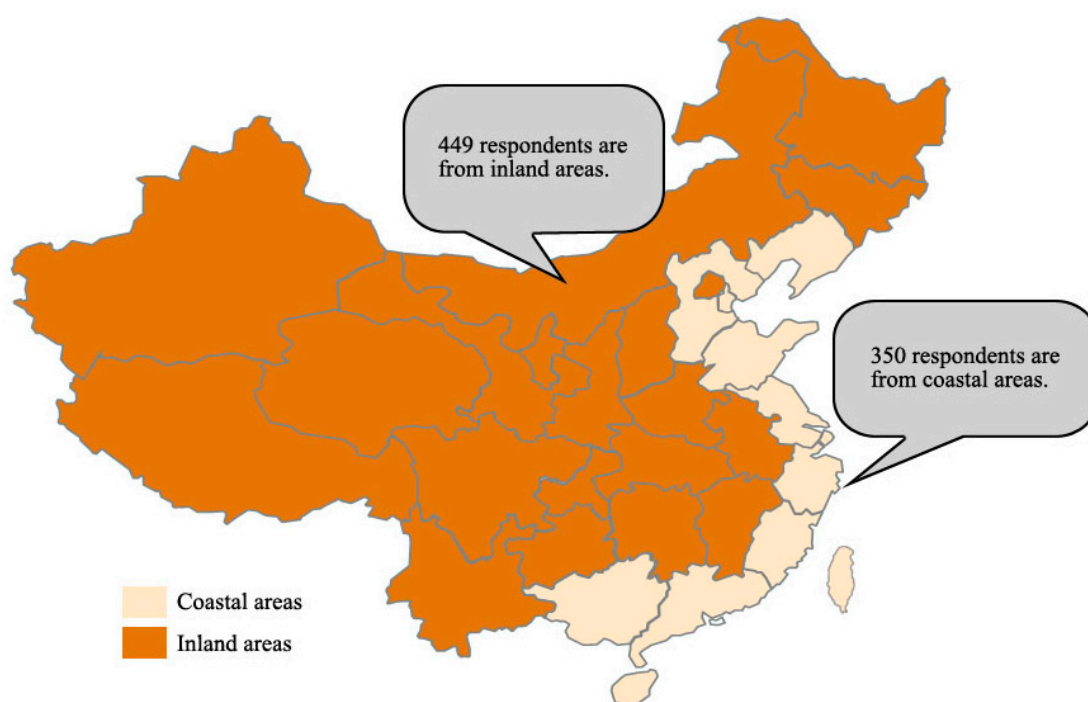 449 respondents are
from inland areas.
350 respondents are
from coastal areas.
Coastal areas
Inland areas